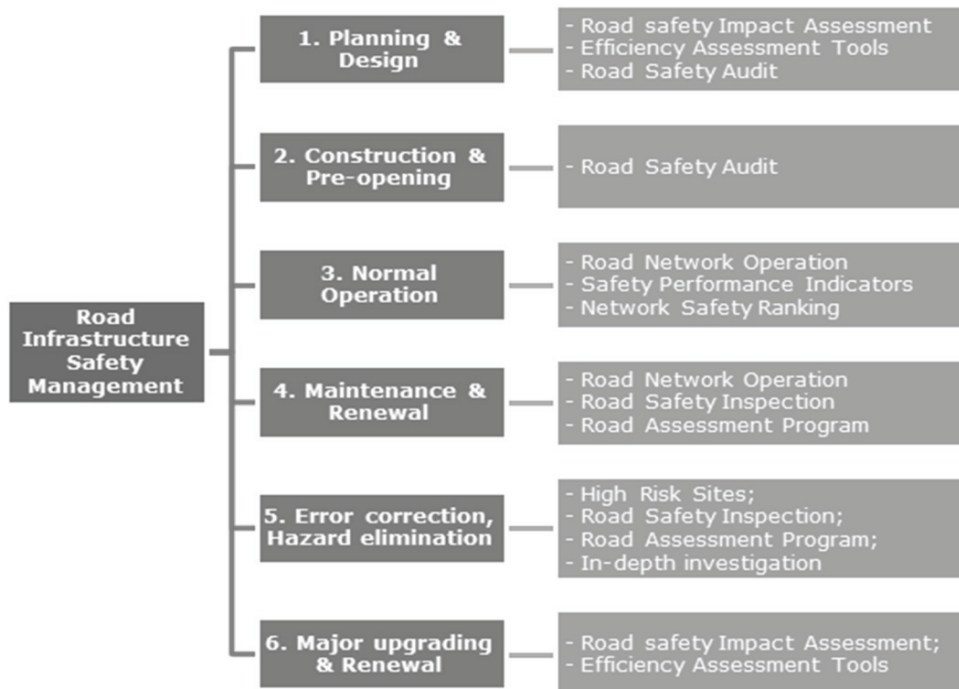 Road
Infrastructure
Safety
Management
1. Planning &
Design
- Road safety Impact Assessment
- Efficiency Assessment Tools
- Road Safety Audit
2. Construction &
Pre-opening
- Road Safety Audit
3. Normal
Operation
- Road Network Operation
- Safety Performance Indicators
- Network Safety Ranking
4. Maintenance &
Renewal
- Road Network Operation
- Road Safety Inspection
- Road Assessment Program
5. Error correction,
Hazard elimination
- High Risk Sites;
- Road Safety Inspection;
- Road Assessment Program;
- In-depth investigation
6. Major upgrading
& Renewal
- Road safety Impact Assessment;
- Efficiency Assessment Tools